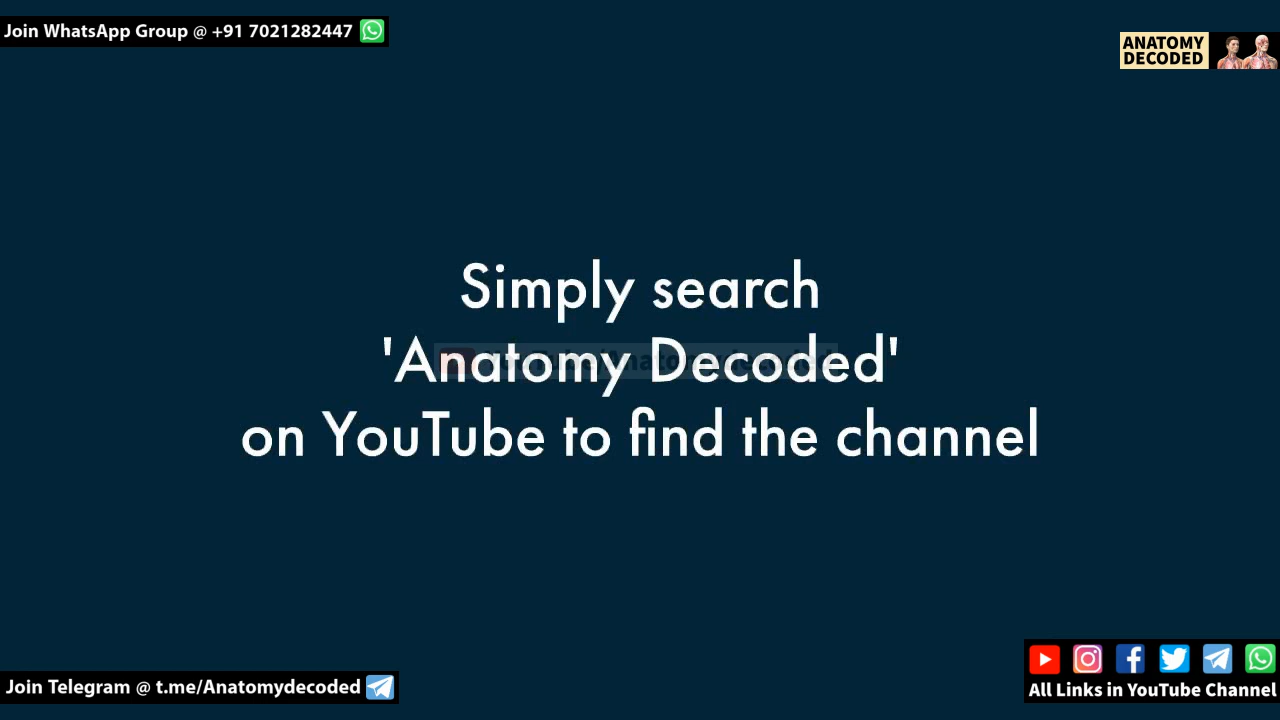 Join WhatsApp Group @ +91 7021282447
ANATOMY
DECODED
Simply search
'Anatomy Decoded'
on YouTube to find the channel
Join Telegram @ t.me/Anatomydecoded
All Links in YouTube Channel